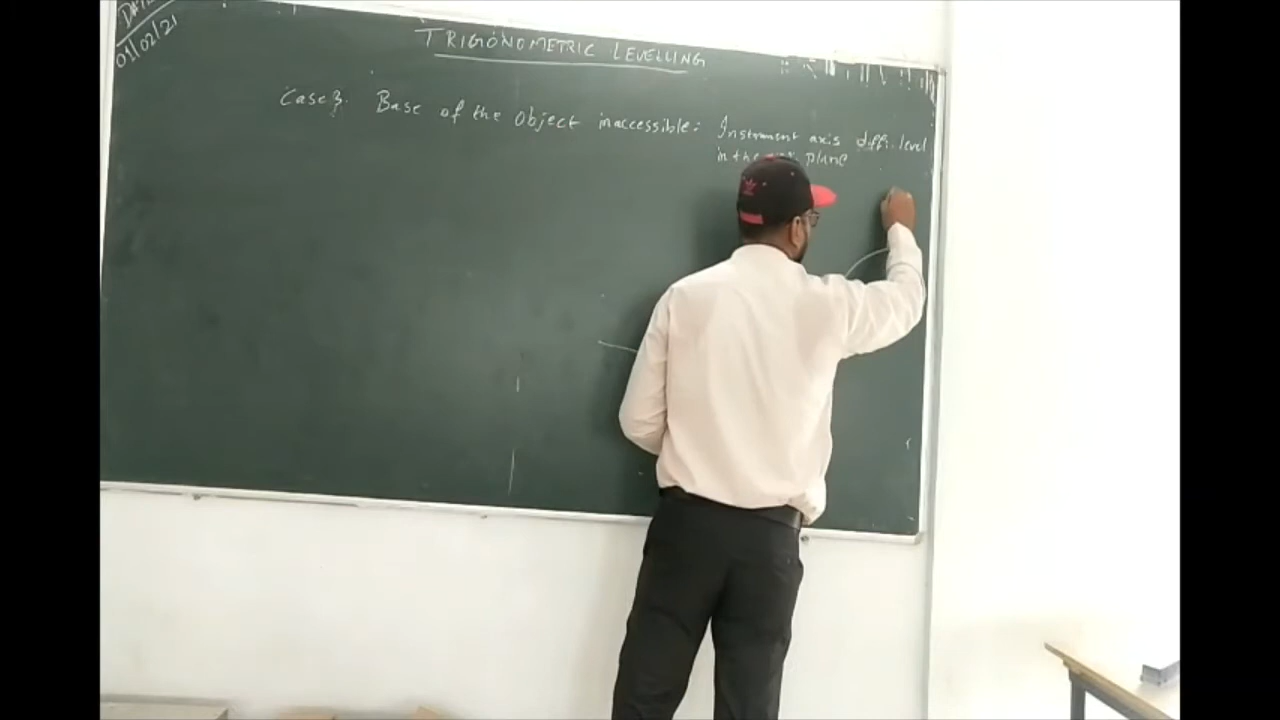 DATE
01/02/21
TRIGONOMETRIC LEVELLING
Case 3. Base of the Object inaccessible: Instrument axis diff. level
in the plane